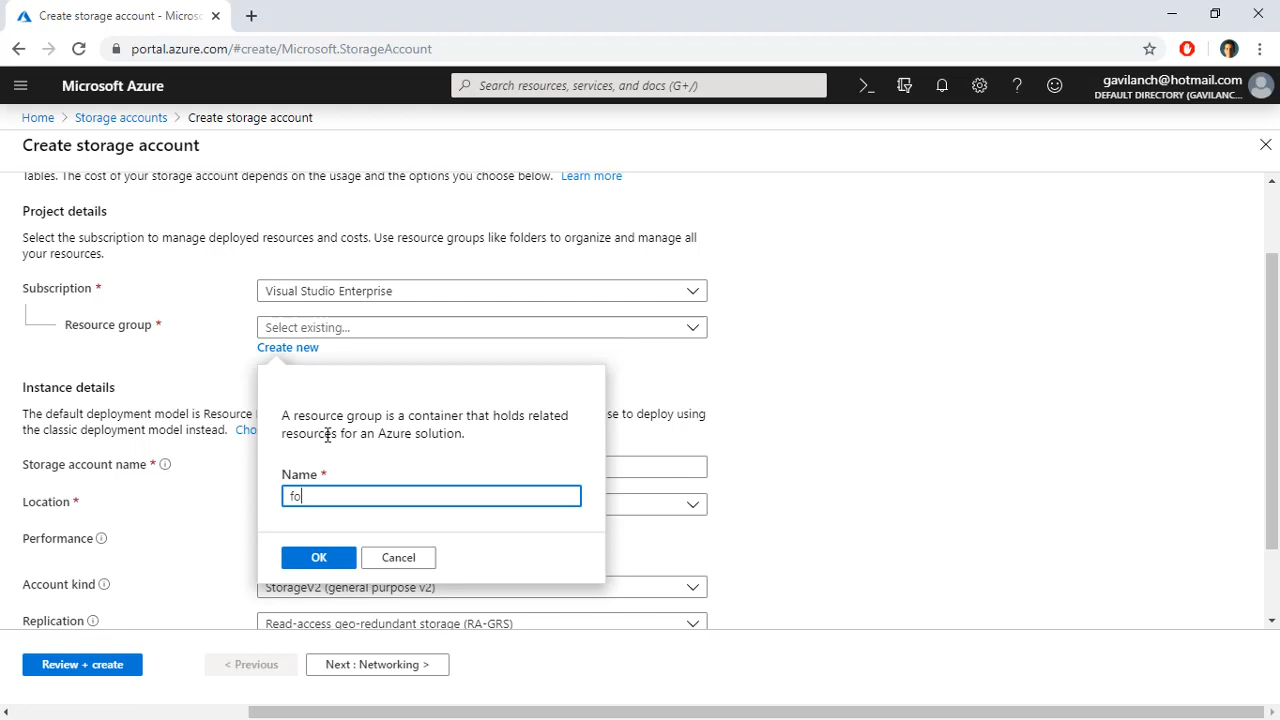 Create storage account - Micros
portal.azure.com/#create/Microsoft.StorageAccount
Microsoft Azure
Search resources, services, and docs (G+/)
gavilanch@hotmail.com
DEFAULT DIRECTORY (GAVILANC...
Home > Storage accounts > Create storage account
Create storage account
Tables. The cost of your storage account depends on the usage and the options you choose below. Learn more
Project details
Select the subscription to manage deployed resources and costs. Use resource groups like folders to organize and manage all
your resources.
Subscription *
Visual Studio Enterprise
Resource group *
Select existing...
Create new
Instance details
The default deployment model is Resource
se to deploy using
the classic deployment model instead. Cho
A resource group is a container that holds related
resources for an Azure solution.
Name *
fo
OK
Cancel
Storage account name *
Location *
Performance
Account kind
StorageV2 (general purpose v2)
Replication
Read-access geo-redundant storage (RA-GRS)
Review + create
< Previous
Next : Networking >